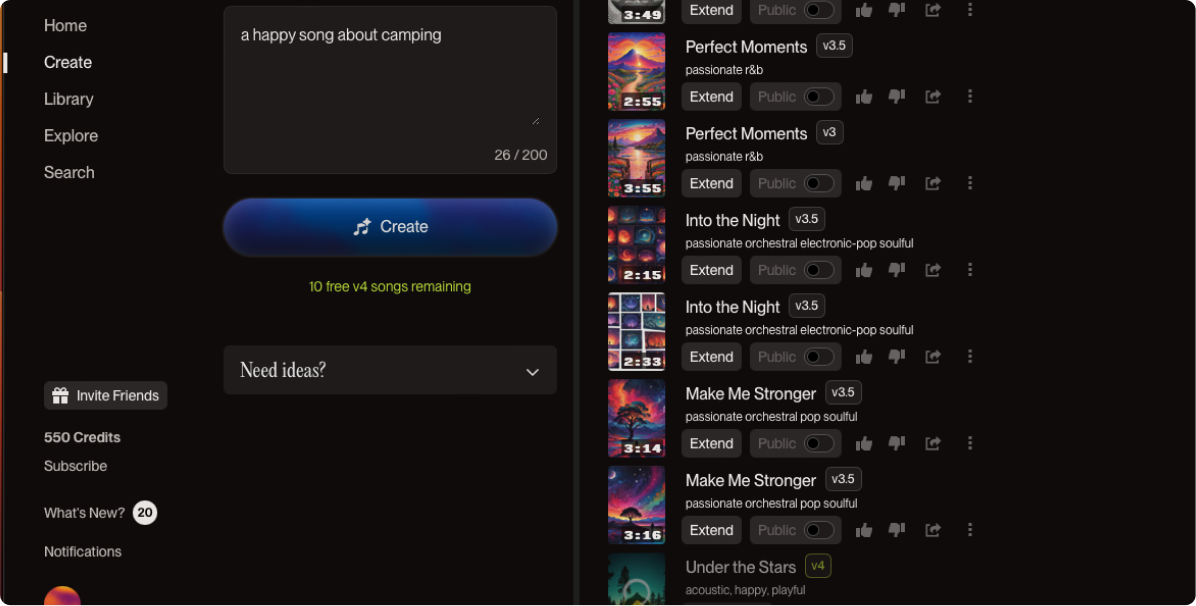 Home
Create
Library
Explore
Search
Invite Friends
550 Credits
Subscribe
What's New? 20
Notifications
a happy song about camping
26 / 200
Create
10 free v4 songs remaining
Need ideas?
3:49
Extend Public
Perfect Moments v3.5
passionate r&b
2:55
Extend Public
Perfect Moments v3
passionate r&b
3:55
Extend Public
Into the Night v3.5
passionate orchestral electronic-pop soulful
2:15
Extend Public
Into the Night v3.5
passionate orchestral electronic-pop soulful
2:33
Extend Public
Make Me Stronger v3.5
passionate orchestral pop soulful
3:14
Extend Public
Make Me Stronger v3.5
passionate orchestral pop soulful
3:16
Extend Public
Under the Stars v4
acoustic, happy, playful